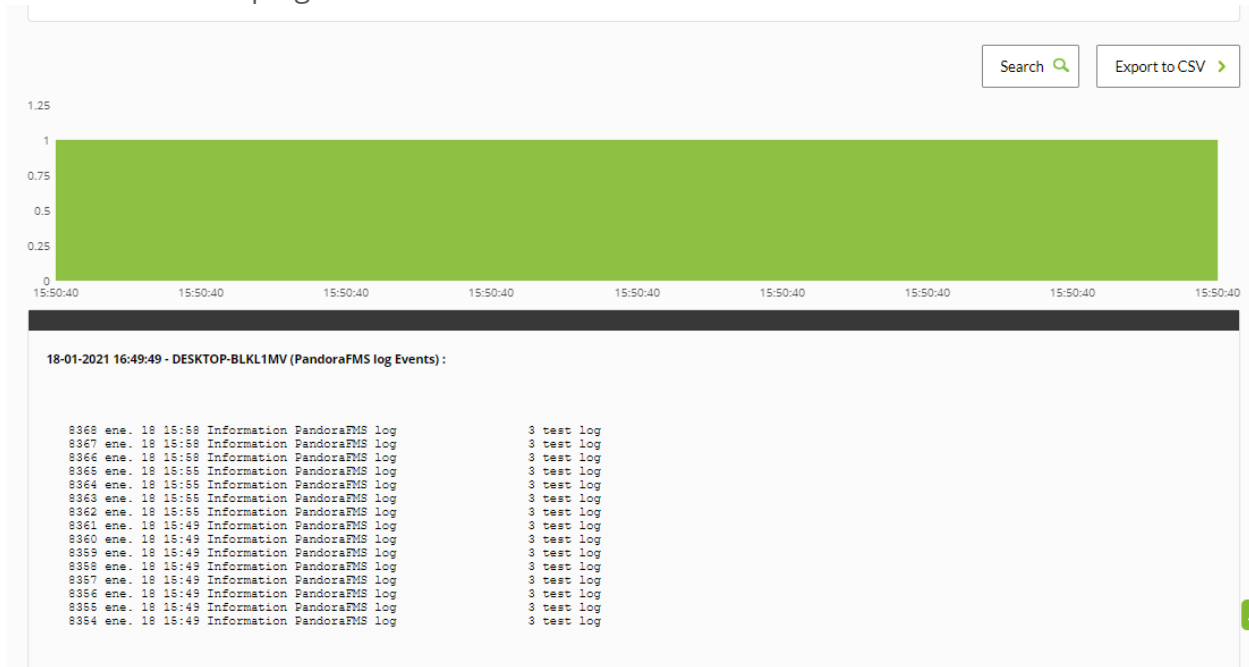 Search
Export to CSV
1.25
1
0.75
0.5
0.25
0
15:50:40 15:50:40 15:50:40 15:50:40 15:50:40 15:50:40 15:50:40 15:50:40 15:50:40
18-01-2021 16:49:49 - DESKTOP-BLKL1MV (PandoraFMS log Events) :
8368 ene. 18 15:58 Information PandoraFMS log 3 test log
8367 ene. 18 15:58 Information PandoraFMS log 3 test log
8366 ene. 18 15:58 Information PandoraFMS log 3 test log
8365 ene. 18 15:55 Information PandoraFMS log 3 test log
8364 ene. 18 15:55 Information PandoraFMS log 3 test log
8363 ene. 18 15:55 Information PandoraFMS log 3 test log
8362 ene. 18 15:55 Information PandoraFMS log 3 test log
8361 ene. 18 15:49 Information PandoraFMS log 3 test log
8360 ene. 18 15:49 Information PandoraFMS log 3 test log
8359 ene. 18 15:49 Information PandoraFMS log 3 test log
8358 ene. 18 15:49 Information PandoraFMS log 3 test log
8357 ene. 18 15:49 Information PandoraFMS log 3 test log
8356 ene. 18 15:49 Information PandoraFMS log 3 test log
8355 ene. 18 15:49 Information PandoraFMS log 3 test log
8354 ene. 18 15:49 Information PandoraFMS log 3 test log